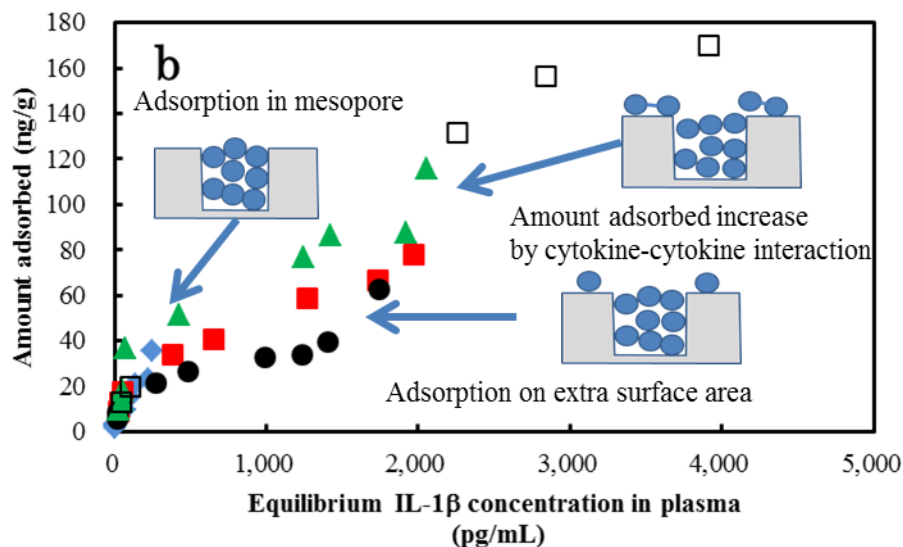 b
Adsorption in mesopore
Amount adsorbed increase
by cytokine-cytokine interaction
Adsorption on extra surface area
Amount adsorbed (ng/g)
180
160
140
120
100
80
60
40
20
0
0 1,000 2,000 3,000 4,000 5,000
Equilibrium IL-1β concentration in plasma
(pg/mL)